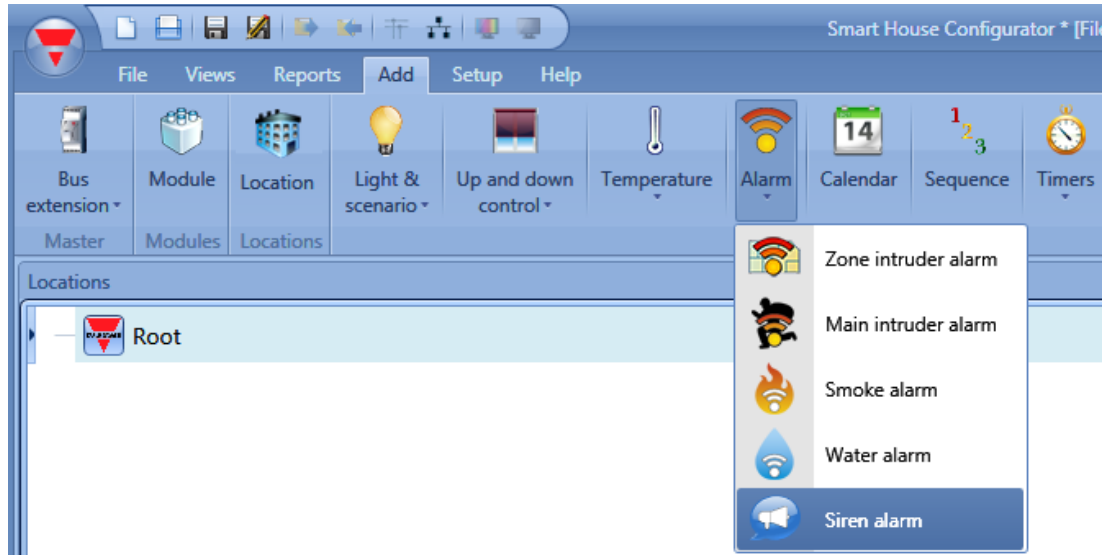 Smart House Configurator * [File
File Views Reports Add Setup Help
14
1
2
3
Bus extension
Module
Location
Light & scenario
Up and down control
Temperature
Alarm
Calendar
Sequence
Timers
Master
Modules
Locations
Locations
Root
Zone intruder alarm
Main intruder alarm
Smoke alarm
Water alarm
Siren alarm